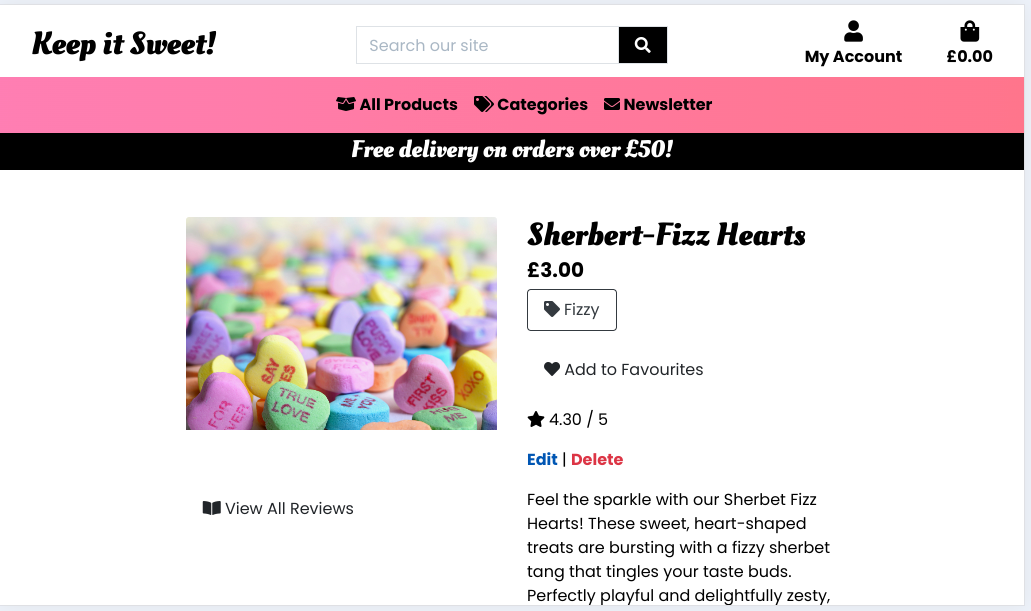 Keep it Sweet!
Search our site
My Account
£0.00
All Products
Categories
Newsletter
Free delivery on orders over £50!
Sherbert-Fizz Hearts
£3.00
Fizzy
Add to Favourites
4.30 / 5
Edit | Delete
Feel the sparkle with our Sherbet Fizz
Hearts! These sweet, heart-shaped
treats are bursting with a fizzy sherbet
tang that tingles your taste buds.
Perfectly playful and delightfully zesty,
PUPPY
LOVE
TRUE
LOVE
FIRST
KISS
XOXO
FOR
EVER
View All Reviews